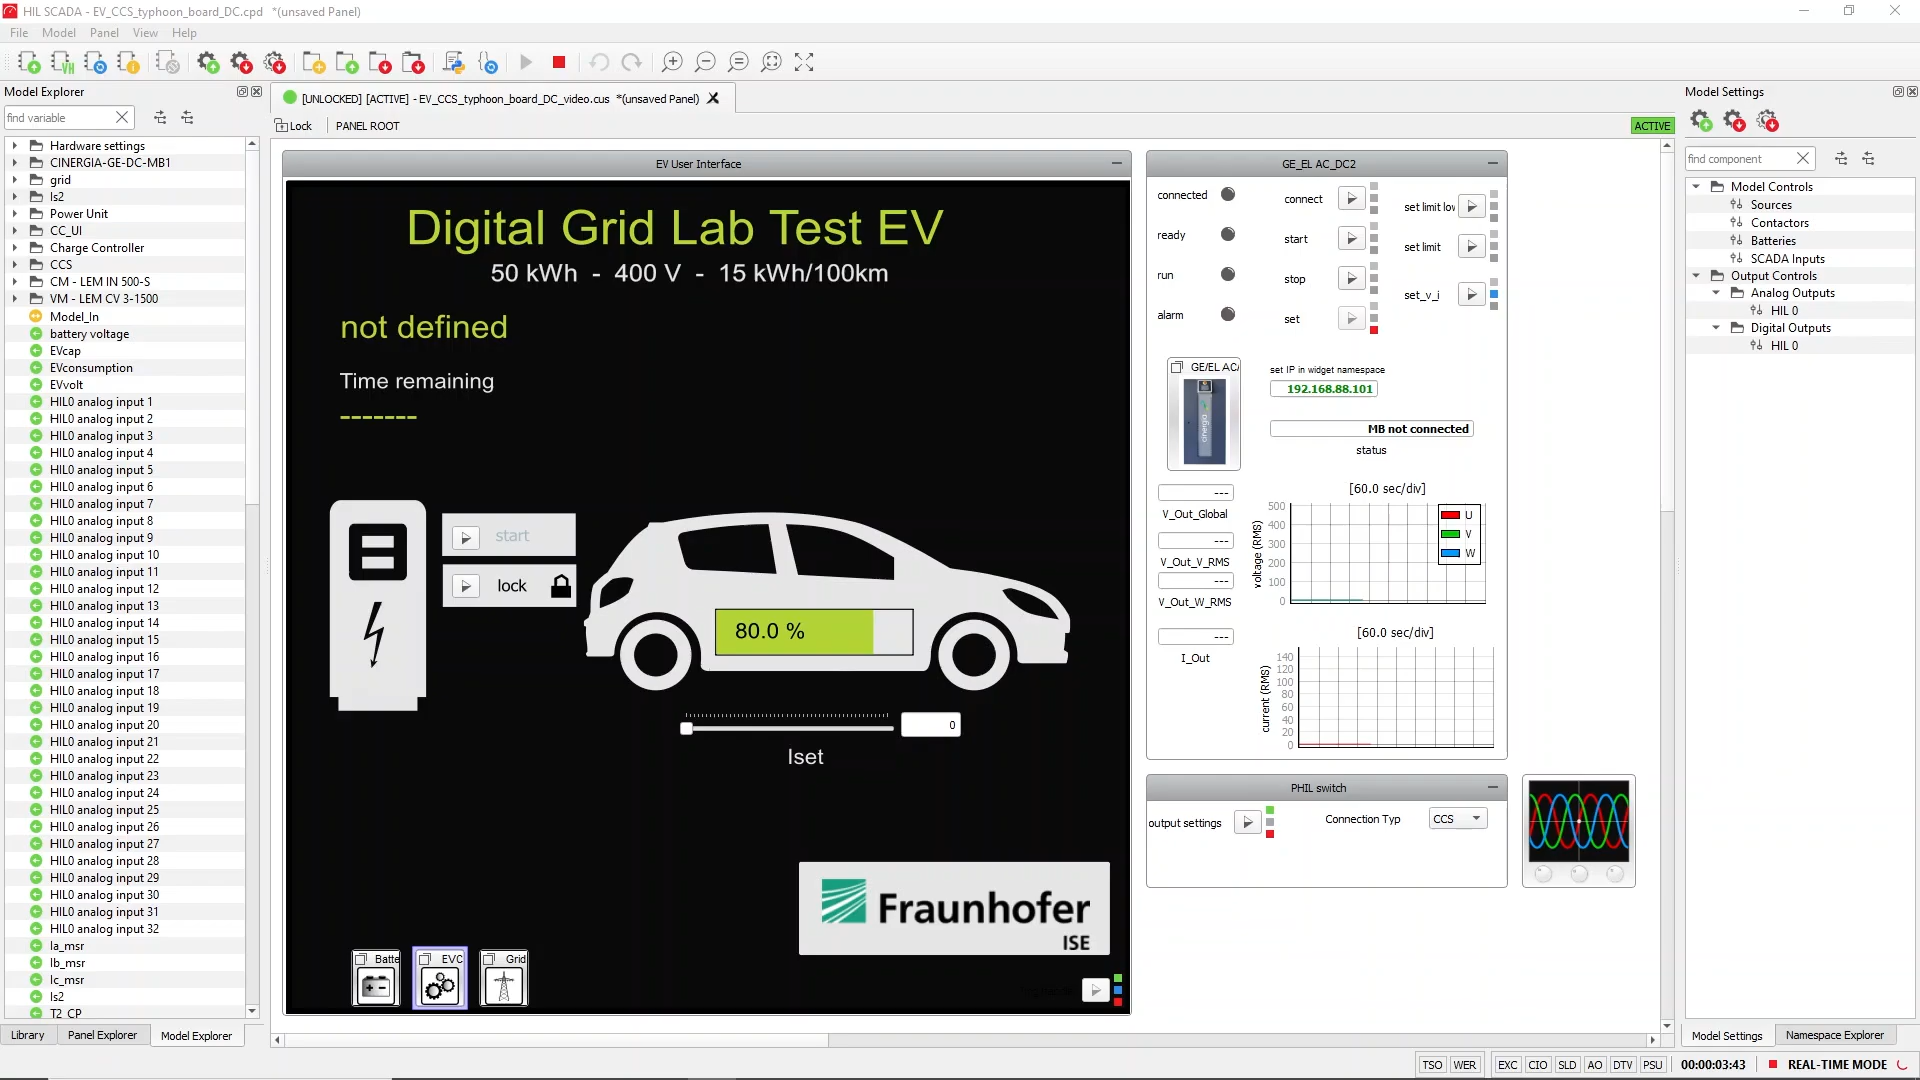 HIL SCADA - EV_CCS_typhoon_board_DC.cpd   *(unsaved Panel)
File   Model   Panel   View   Help
Model Explorer
find variable
Hardware settings
CINERGIA-GE-DC-MB1
grid
Is2
Power Unit
CC_UI
Charge Controller
CCS
CM - LEM IN 500-S
VM - LEM CV 3-1500
Model_In
battery voltage
EVcap
EVconsumption
EVvolt
HIL0 analog input 1
HIL0 analog input 2
HIL0 analog input 3
HIL0 analog input 4
HIL0 analog input 5
HIL0 analog input 6
HIL0 analog input 7
HIL0 analog input 8
HIL0 analog input 9
HIL0 analog input 10
HIL0 analog input 11
HIL0 analog input 12
HIL0 analog input 13
HIL0 analog input 14
HIL0 analog input 15
HIL0 analog input 16
HIL0 analog input 17
HIL0 analog input 18
HIL0 analog input 19
HIL0 analog input 20
HIL0 analog input 21
HIL0 analog input 22
HIL0 analog input 23
HIL0 analog input 24
HIL0 analog input 25
HIL0 analog input 26
HIL0 analog input 27
HIL0 analog input 28
HIL0 analog input 29
HIL0 analog input 30
HIL0 analog input 31
HIL0 analog input 32
Ia_msr
Ib_msr
Ic_msr
Is2
T2_CP
Library   Panel Explorer   Model Explorer
[UNLOCKED] [ACTIVE] - EV_CCS_typhoon_board_DC_video.cus   *(unsaved Panel)
Lock   PANEL ROOT   ACTIVE
EV User Interface
Digital Grid Lab Test EV
50 kWh  -  400 V  -  15 kWh/100km
not defined
Time remaining
-------
start
lock
80.0 %
0
Iset
Fraunhofer
ISE
Batte   EVC   Grid
GE_EL AC_DC2
connected   connect   set limit lov
ready   start   set limit
run   stop   set_v_i
alarm   set
GE/EL AC/
cinergia
set IP in widget namespace
192.168.88.101
MB not connected
status
---
V_Out_Global
---
V_Out_V_RMS
---
V_Out_W_RMS
---
I_Out
[60.0 sec/div]
voltage (RMS)
500
400
300
200
100
0
U
V
W
[60.0 sec/div]
current (RMS)
140
120
100
80
60
40
20
0
PHIL switch
output settings   Connection Typ   CCS
Model Settings
find component
Model Controls
Sources
Contactors
Batteries
SCADA Inputs
Output Controls
Analog Outputs
HIL 0
Digital Outputs
HIL 0
Model Settings   Namespace Explorer
TSO   WER   EXC   CIO   SLD   AO   DTV   PSU   00:00:03:43   REAL-TIME MODE